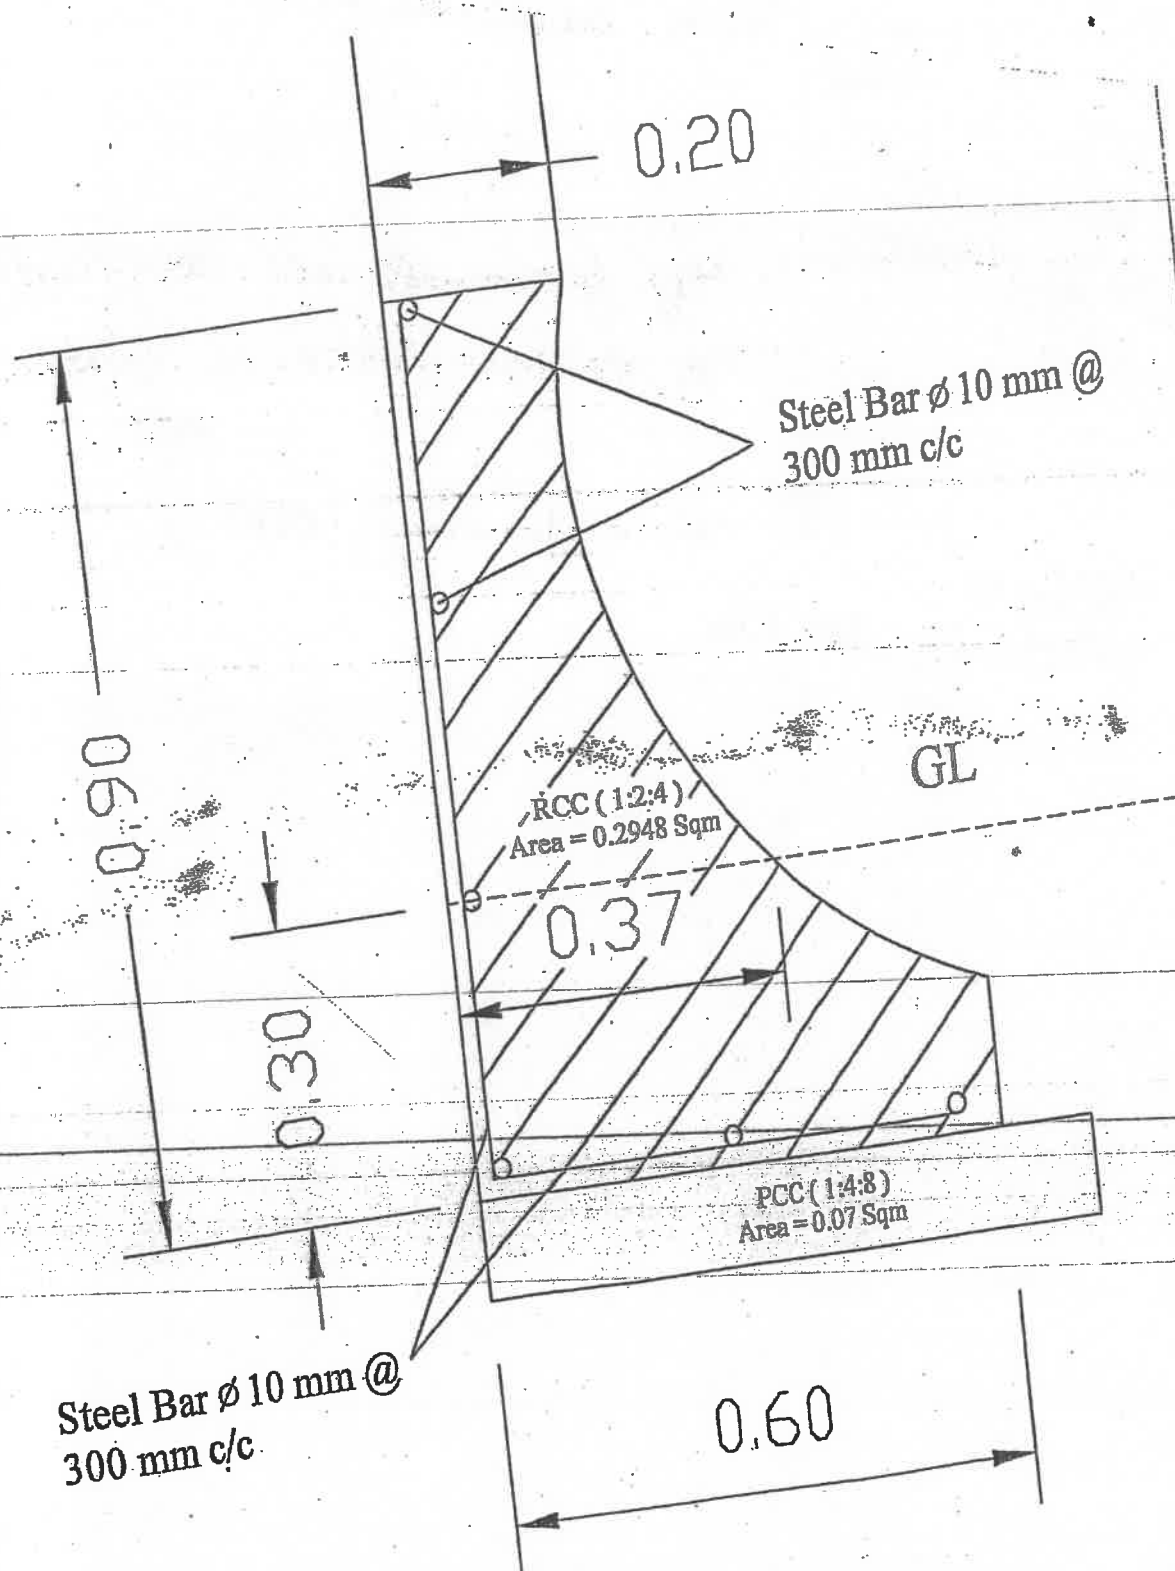 0.20
Steel Bar ø 10 mm @
300 mm c/c
0.90
GL
RCC ( 1:2:4 )
Area = 0.2948 Sqm
0.37
0.30
PCC ( 1:4:8 )
Area = 0.07 Sqm
Steel Bar ø 10 mm @
300 mm c/c
0.60